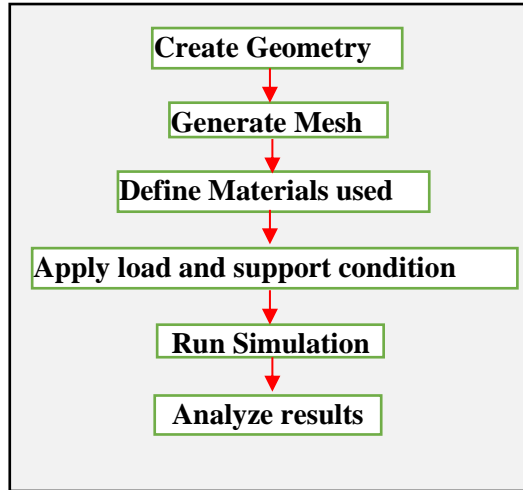 Create Geometry
Generate Mesh
Define Materials used
Apply load and support condition
Run Simulation
Analyze results